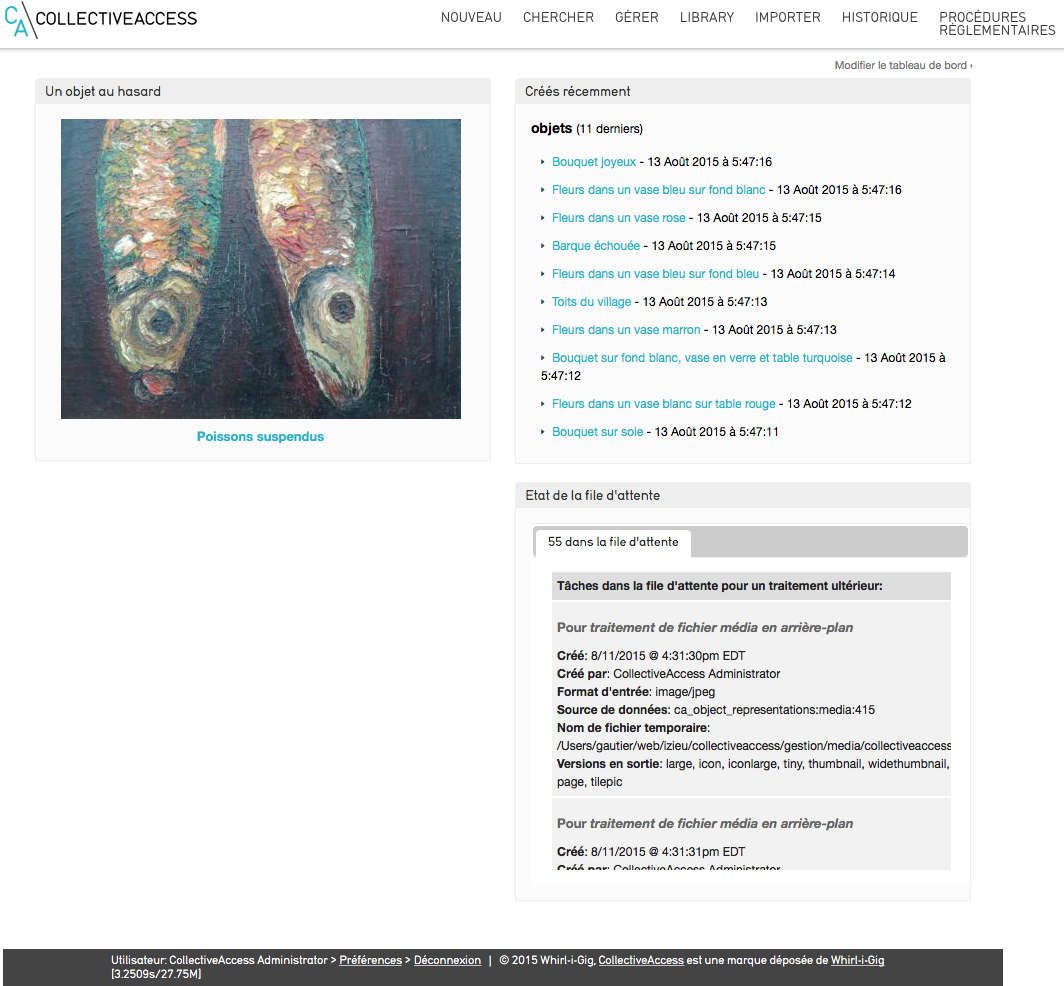 CA COLLECTIVEACCESS
NOUVEAU CHERCHER GÉRER LIBRARY IMPORTER HISTORIQUE PROCÉDURES RÉGLEMENTAIRES
Modifier le tableau de bord ›
Un objet au hasard
Poissons suspendus
Créés récemment
objets (11 derniers)
Bouquet joyeux - 13 Août 2015 à 5:47:16
Fleurs dans un vase bleu sur fond blanc - 13 Août 2015 à 5:47:16
Fleurs dans un vase rose - 13 Août 2015 à 5:47:15
Barque échouée - 13 Août 2015 à 5:47:15
Fleurs dans un vase bleu sur fond bleu - 13 Août 2015 à 5:47:14
Toits du village - 13 Août 2015 à 5:47:13
Fleurs dans un vase marron - 13 Août 2015 à 5:47:13
Bouquet sur fond blanc, vase en verre et table turquoise - 13 Août 2015 à
5:47:12
Fleurs dans un vase blanc sur table rouge - 13 Août 2015 à 5:47:12
Bouquet sur soie - 13 Août 2015 à 5:47:11
Etat de la file d'attente
55 dans la file d'attente
Tâches dans la file d'attente pour un traitement ultérieur:
Pour traitement de fichier média en arrière-plan
Créé: 8/11/2015 @ 4:31:30pm EDT
Créé par: CollectiveAccess Administrator
Format d'entrée: image/jpeg
Source de données: ca_object_representations:media:415
Nom de fichier temporaire:
/Users/gautier/web/izieu/collectiveaccess/gestion/media/collectiveaccess
Versions en sortie: large, icon, iconlarge, tiny, thumbnail, widethumbnail,
page, tilepic
Pour traitement de fichier média en arrière-plan
Créé: 8/11/2015 @ 4:31:31pm EDT
Créé par: CollectiveAccess Administrator
Utilisateur: CollectiveAccess Administrator > Préférences > Déconnexion | © 2015 Whirl-i-Gig, CollectiveAccess est une marque déposée de Whirl-i-Gig
[3.2509s/27.75M]